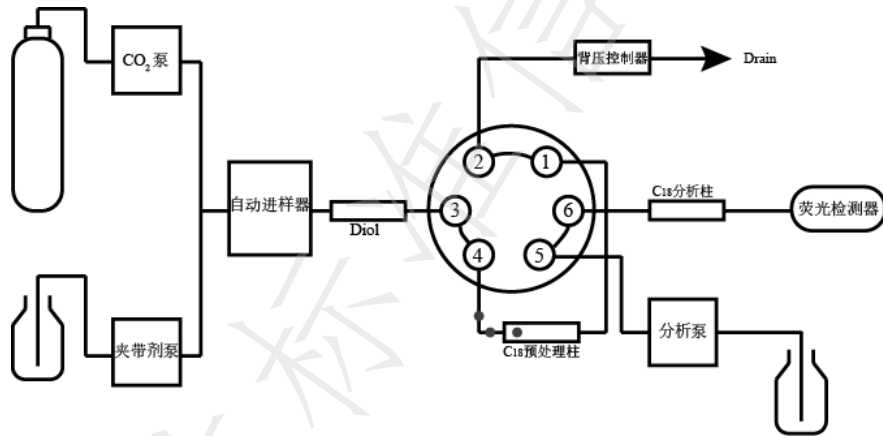 CO₂泵
背压控制器
Drain
2
1
自动进样器
Diol
3
6
C18分析柱
荧光检测器
4
5
C18预处理柱
夹带剂泵
分析泵